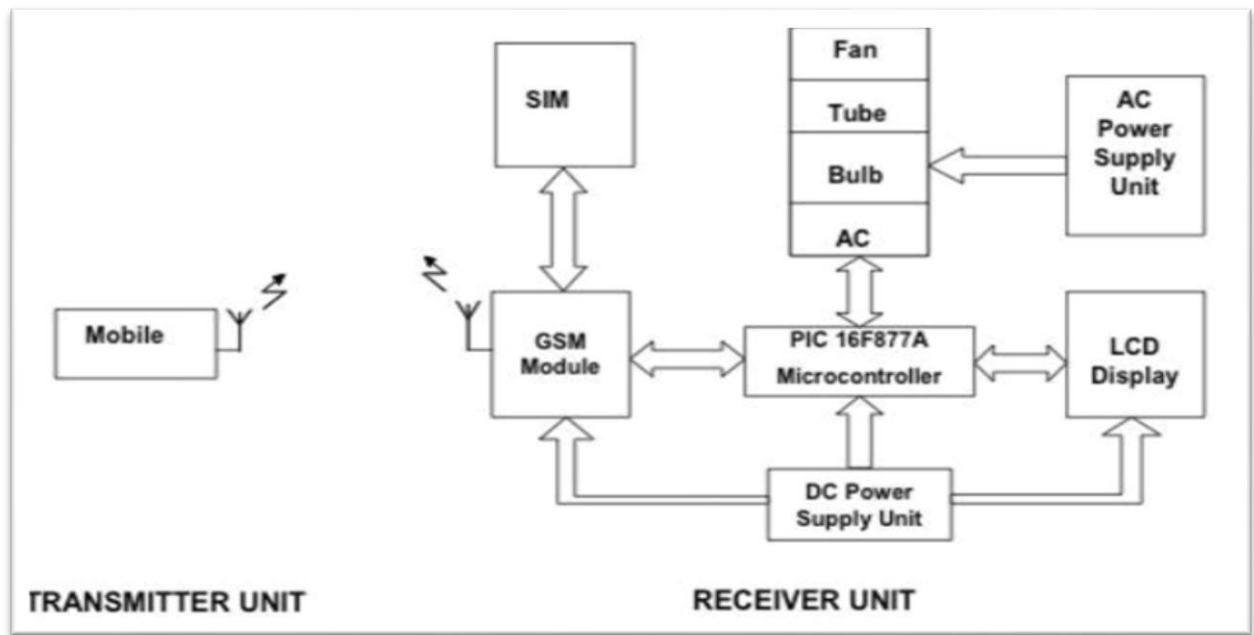 SIM
Fan
Tube
Bulb
AC
AC
Power
Supply
Unit
Mobile
GSM
Module
PIC 16F877A
Microcontroller
LCD
Display
DC Power
Supply Unit
TRANSMITTER UNIT
RECEIVER UNIT